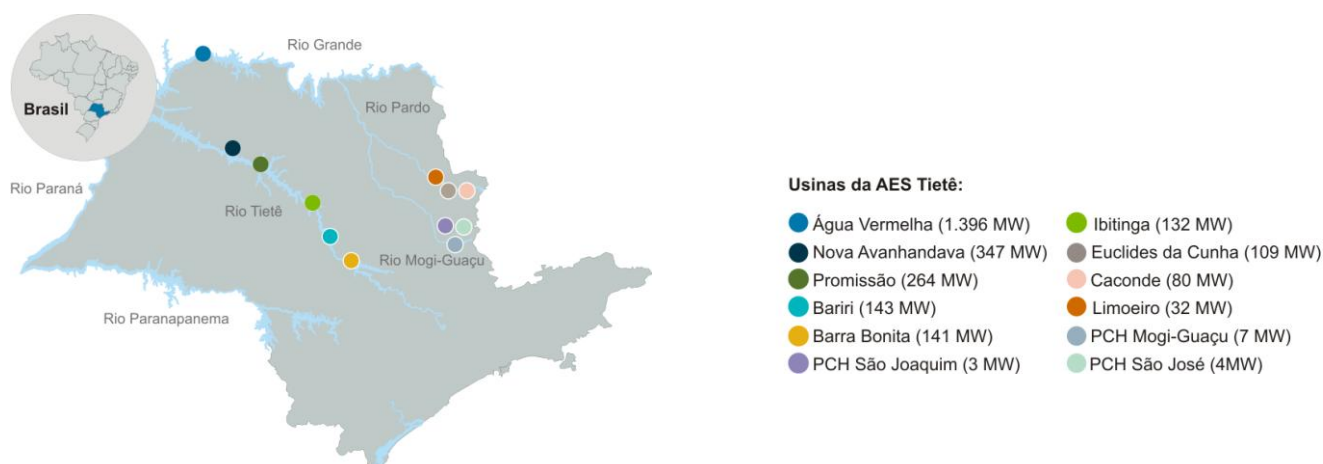 Rio Grande
Brasil
Rio Pardo
Rio Paraná
Rio Tietê
Rio Mogi-Guaçu
Rio Paranapanema
Usinas da AES Tietê:
Água Vermelha (1.396 MW)
Nova Avanhandava (347 MW)
Promissão (264 MW)
Bariri (143 MW)
Barra Bonita (141 MW)
PCH São Joaquim (3 MW)
Ibitinga (132 MW)
Euclides da Cunha (109 MW)
Caconde (80 MW)
Limoeiro (32 MW)
PCH Mogi-Guaçu (7 MW)
PCH São José (4MW)